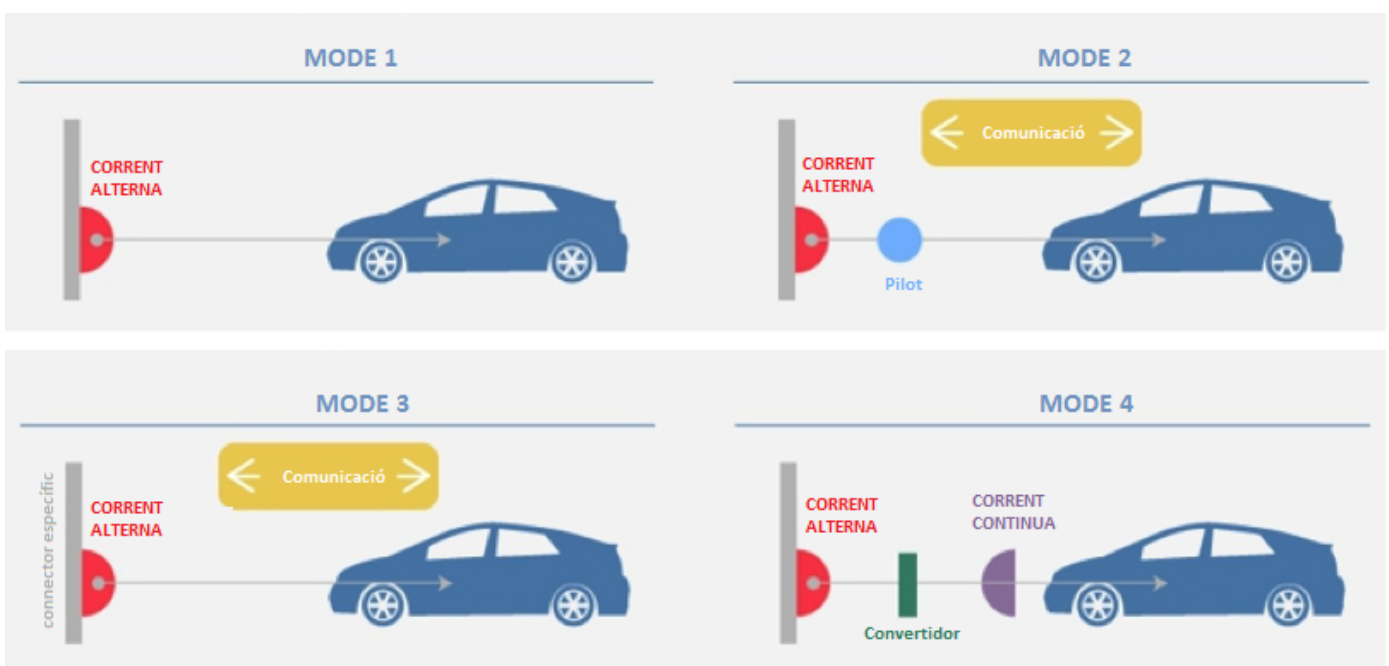 MODE 1
CORRENT
ALTERNA
MODE 2
Comunicació
CORRENT
ALTERNA
Pilot
MODE 3
Comunicació
connector específic
CORRENT
ALTERNA
MODE 4
CORRENT
ALTERNA
CORRENT
CONTINUA
Convertidor